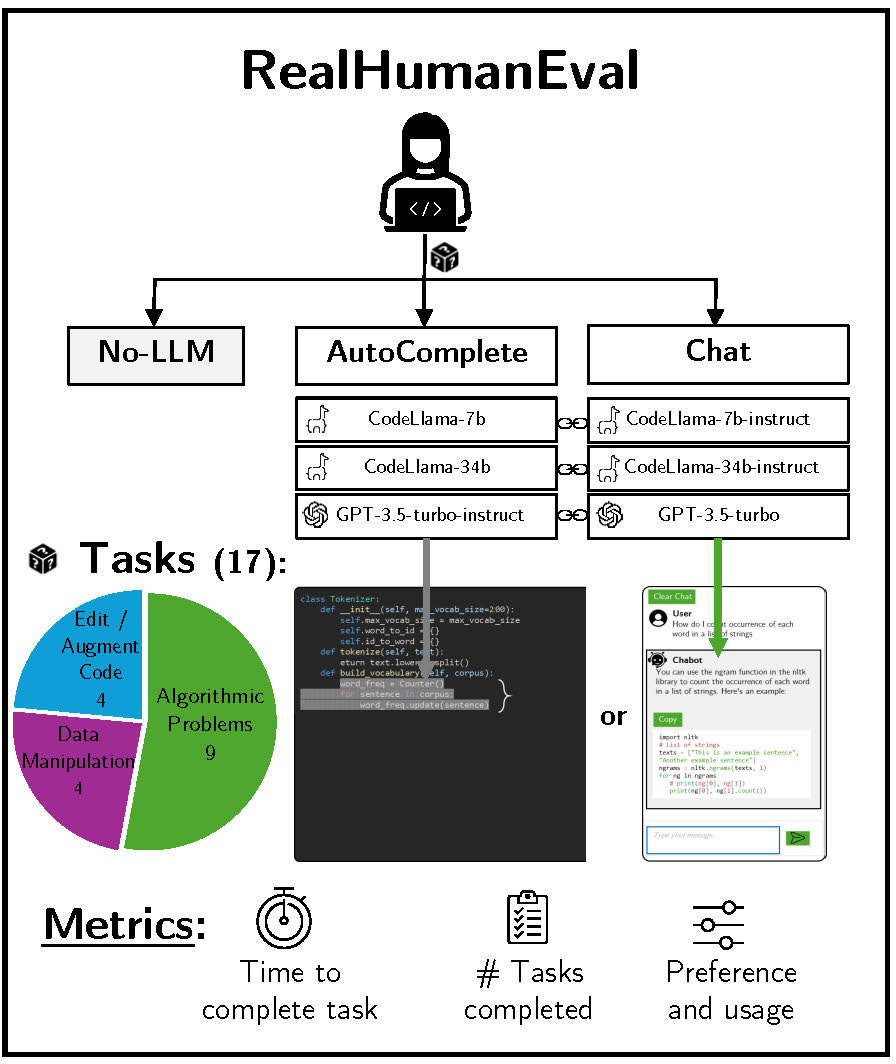 RealHumanEval
</>
No-LLM
AutoComplete
Chat
CodeLlama-7b
CodeLlama-7b-instruct
CodeLlama-34b
CodeLlama-34b-instruct
GPT-3.5-turbo-instruct
GPT-3.5-turbo
Tasks (17):
Edit /
Augment
Code
4
Algorithmic
Problems
9
Data
Manipulation
4
class Tokenizer:
def __init__(self, max_vocab_size=200):
self.max_vocab_size = max_vocab_size
self.word_to_id = {}
self.id_to_word = {}
def tokenize(self, text):
eturn text.lower().split()
def build_vocabulary(self, corpus):
word_freq = Counter()
for sentence in corpus:
word_freq.update(sentence)
or
Clear Chat
User
How do I count occurrence of each
word in a list of strings
Chabot
You can use the ngram function in the nltk
library to count the occurrence of each word
in a list of strings. Here's an example:
Copy
import nltk
# List of strings
texts = ["This is an example sentence",
"Another example sentence"]
ngrams = nltk.ngrams(texts, 1)
for ng in ngrams:
# print(ng[0], ng[1])
print(ng[0], ng[1].count())
Type your message...
Metrics:
Time to
complete task
# Tasks
completed
Preference
and usage